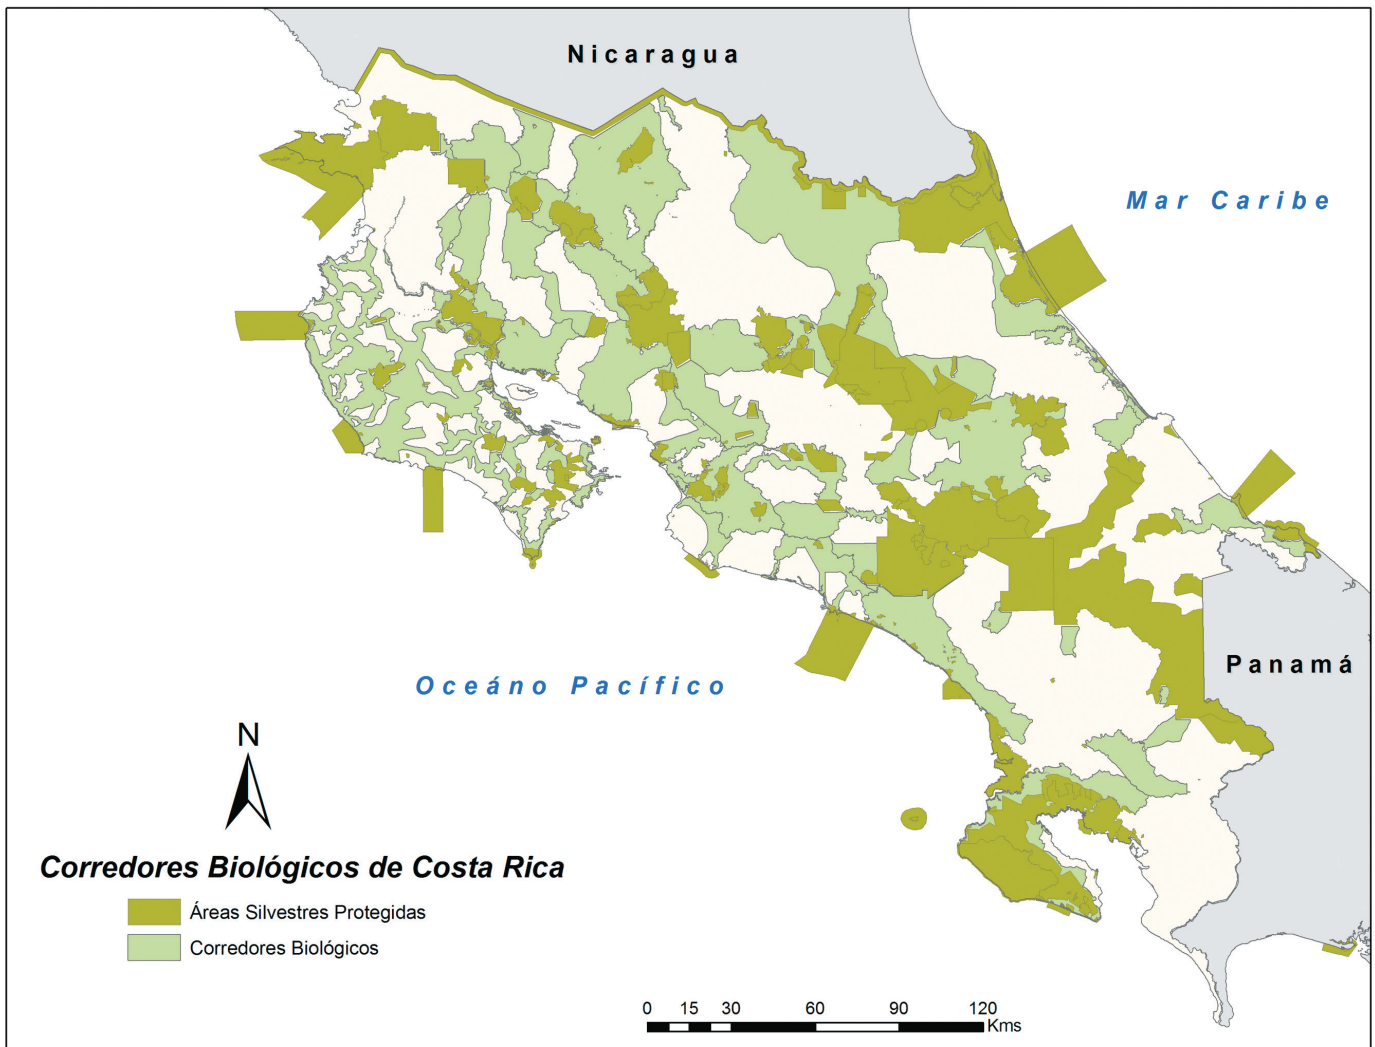 Nicaragua
Mar Caribe
Panamá
Oceáno Pacífico
N
Corredores Biológicos de Costa Rica
Áreas Silvestres Protegidas
Corredores Biológicos
0 15 30 60 90 120
Kms